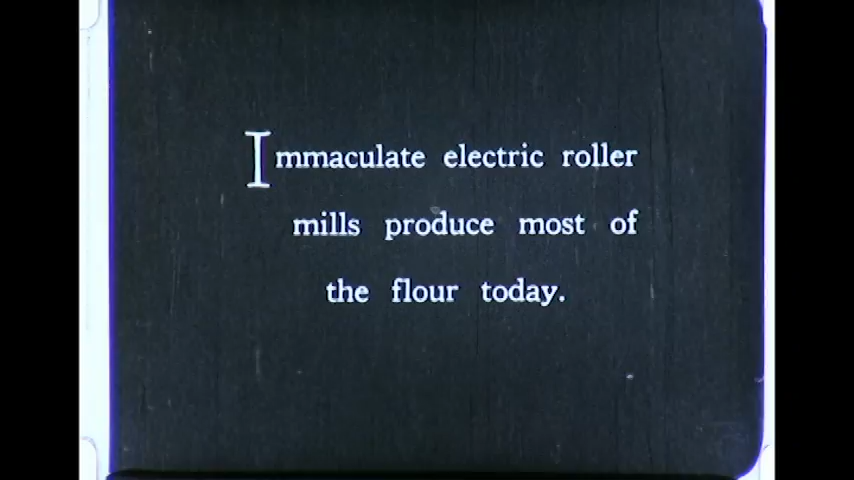 Immaculate electric roller
mills produce most of
the flour today.